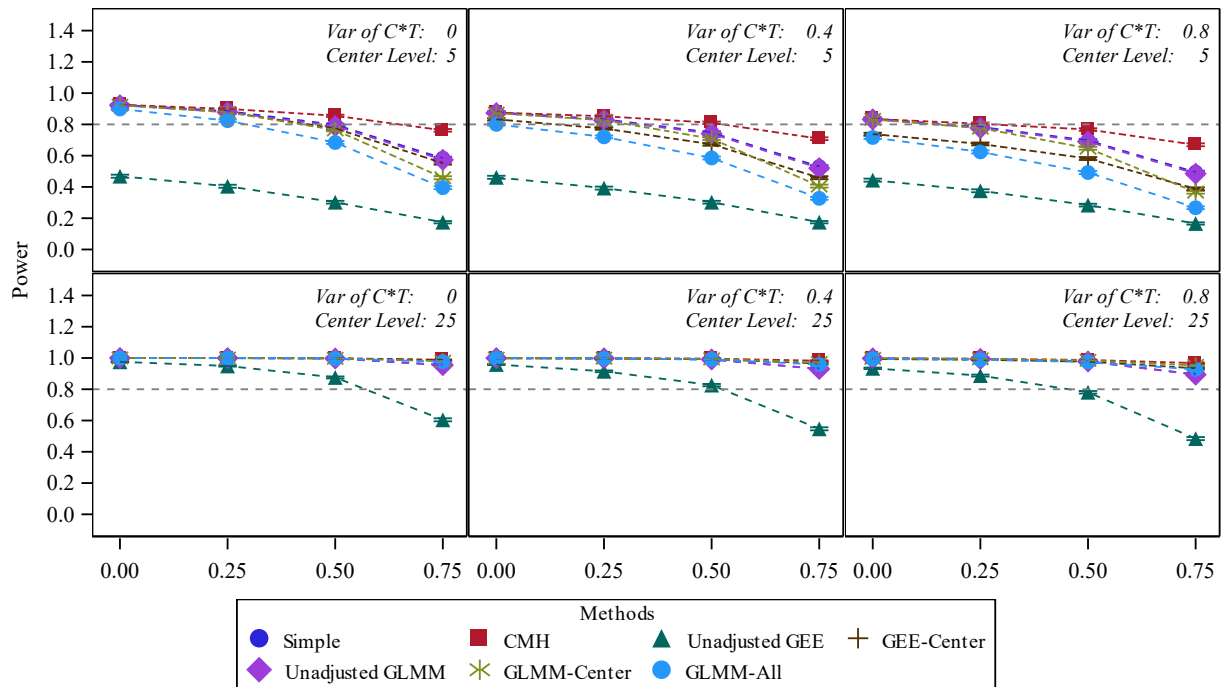 Var of C*T: 0
Center Level: 5
Var of C*T: 0.4
Center Level: 5
Var of C*T: 0.8
Center Level: 5
1.4
1.2
1.0
0.8
0.6
0.4
0.2
0.0
Power
Var of C*T: 0
Center Level: 25
Var of C*T: 0.4
Center Level: 25
Var of C*T: 0.8
Center Level: 25
1.4
1.2
1.0
0.8
0.6
0.4
0.2
0.0
0.00 0.25 0.50 0.75 0.00 0.25 0.50 0.75 0.00 0.25 0.50 0.75
Methods
Simple CMH Unadjusted GEE GEE-Center
Unadjusted GLMM GLMM-Center GLMM-All